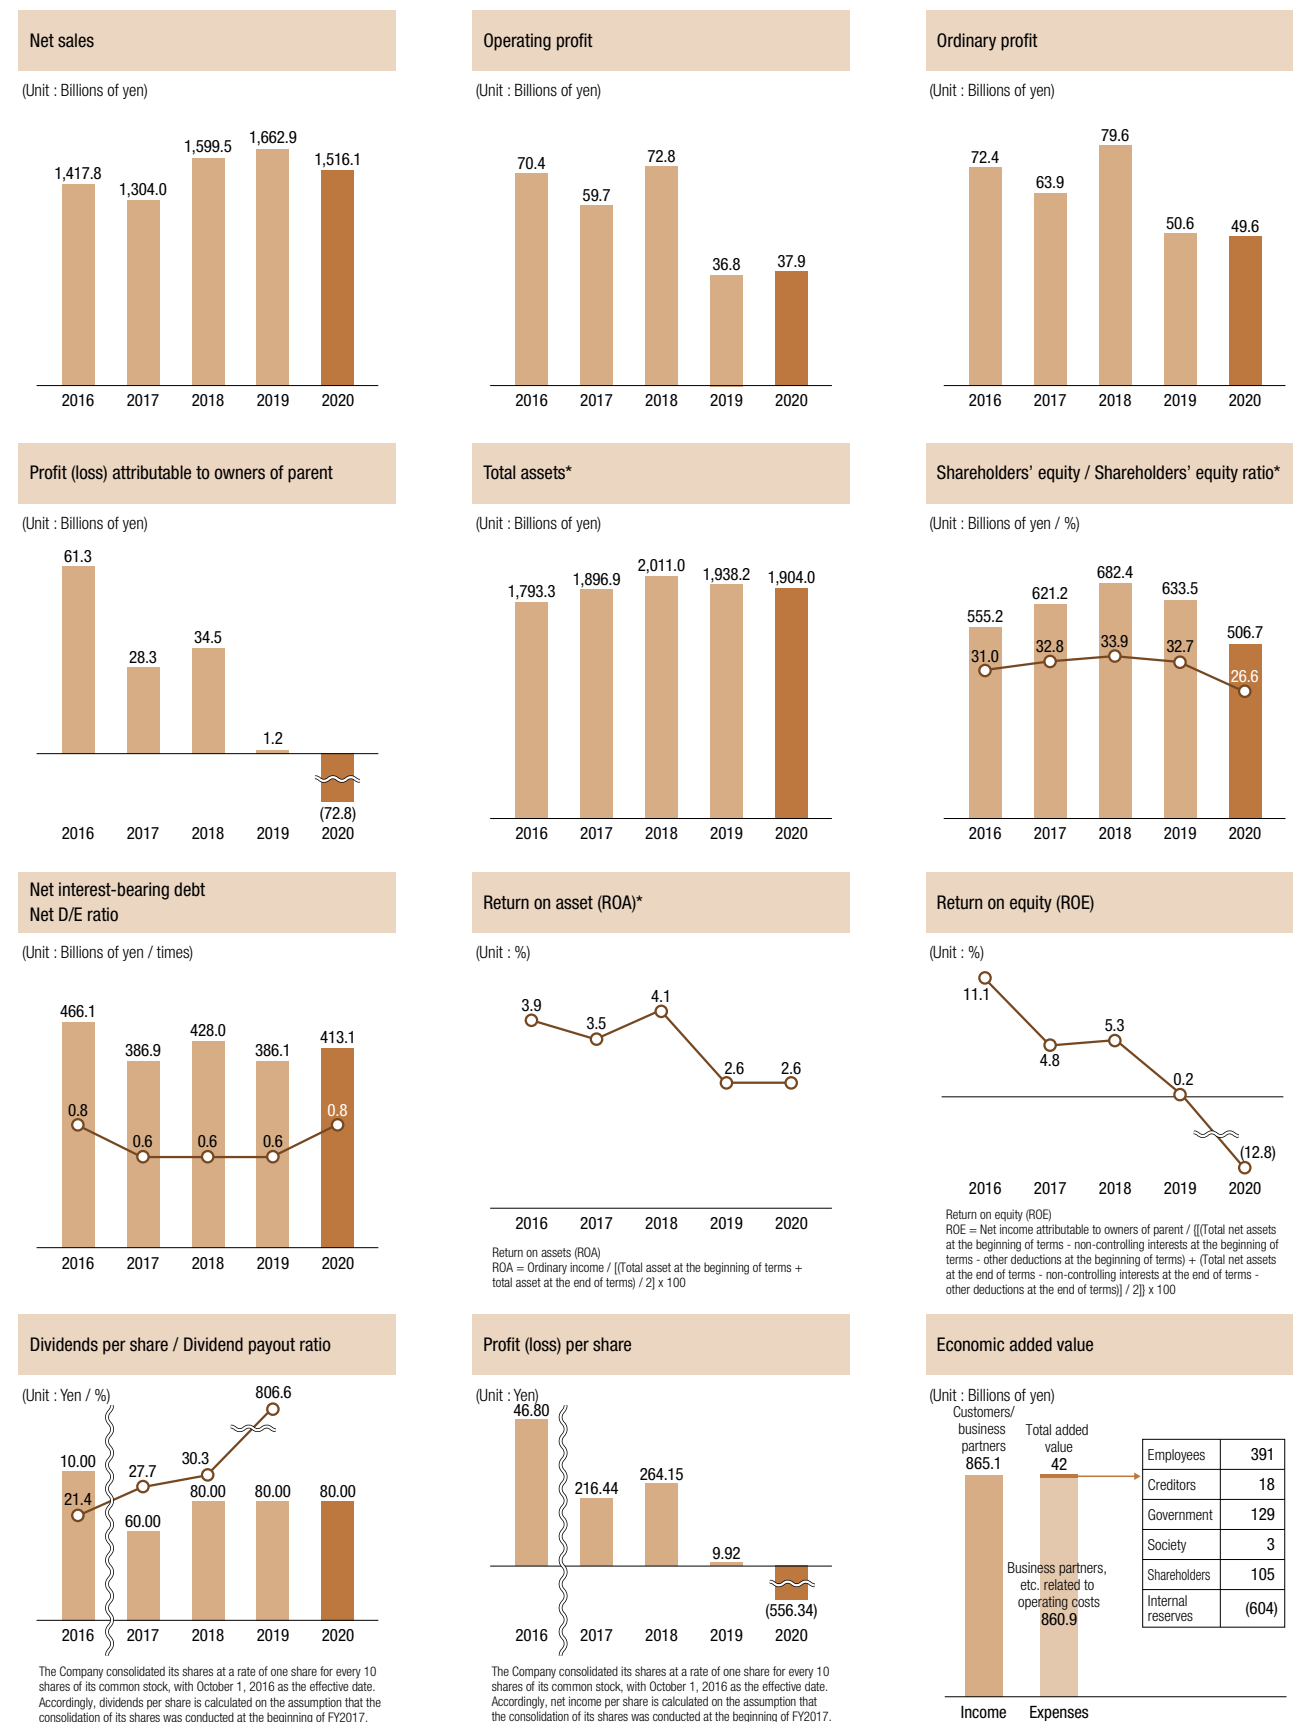 Net sales
(Unit : Billions of yen)
1,417.8
1,304.0
1,599.5
1,662.9
1,516.1
2016 2017 2018 2019 2020
Operating profit
(Unit : Billions of yen)
70.4
59.7
72.8
36.8
37.9
2016 2017 2018 2019 2020
Ordinary profit
(Unit : Billions of yen)
72.4
63.9
79.6
50.6
49.6
2016 2017 2018 2019 2020
Profit (loss) attributable to owners of parent
(Unit : Billions of yen)
61.3
28.3
34.5
1.2
(72.8)
2016 2017 2018 2019 2020
Total assets*
(Unit : Billions of yen)
1,793.3
1,896.9
2,011.0
1,938.2
1,904.0
2016 2017 2018 2019 2020
Shareholders’ equity / Shareholders’ equity ratio*
(Unit : Billions of yen / %)
555.2
621.2
682.4
633.5
506.7
31.0
32.8
33.9
32.7
26.6
2016 2017 2018 2019 2020
Net interest-bearing debt
Net D/E ratio
(Unit : Billions of yen / times)
466.1
386.9
428.0
386.1
413.1
0.8
0.6
0.6
0.6
0.8
2016 2017 2018 2019 2020
Return on asset (ROA)*
(Unit : %)
3.9
3.5
4.1
2.6
2.6
2016 2017 2018 2019 2020
Return on assets (ROA)
ROA = Ordinary income / [(Total asset at the beginning of terms +
total asset at the end of terms) / 2] x 100
Return on equity (ROE)
(Unit : %)
11.1
4.8
5.3
0.2
(12.8)
2016 2017 2018 2019 2020
Return on equity (ROE)
ROE = Net income attributable to owners of parent / {[(Total net assets
at the beginning of terms - non-controlling interests at the beginning of
terms - other deductions at the beginning of terms) + (Total net assets
at the end of terms - non-controlling interests at the end of terms -
other deductions at the end of terms)] / 2]} x 100
Dividends per share / Dividend payout ratio
(Unit : Yen / %)
806.6
10.00
27.7
30.3
21.4
60.00
80.00
80.00
80.00
2016 2017 2018 2019 2020
The Company consolidated its shares at a rate of one share for every 10
shares of its common stock, with October 1, 2016 as the effective date.
Accordingly, dividends per share is calculated on the assumption that the
consolidation of its shares was conducted at the beginning of FY2017.
Profit (loss) per share
(Unit : Yen)
46.80
216.44
264.15
9.92
(556.34)
2016 2017 2018 2019 2020
The Company consolidated its shares at a rate of one share for every 10
shares of its common stock, with October 1, 2016 as the effective date.
Accordingly, net income per share is calculated on the assumption that
the consolidation of its shares was conducted at the beginning of FY2017.
Economic added value
(Unit : Billions of yen)
Customers/
business
partners
865.1
Total added
value
42
Business partners,
etc. related to
operating costs
860.9
Income Expenses
Employees 391
Creditors 18
Government 129
Society 3
Shareholders 105
Internal
reserves (604)